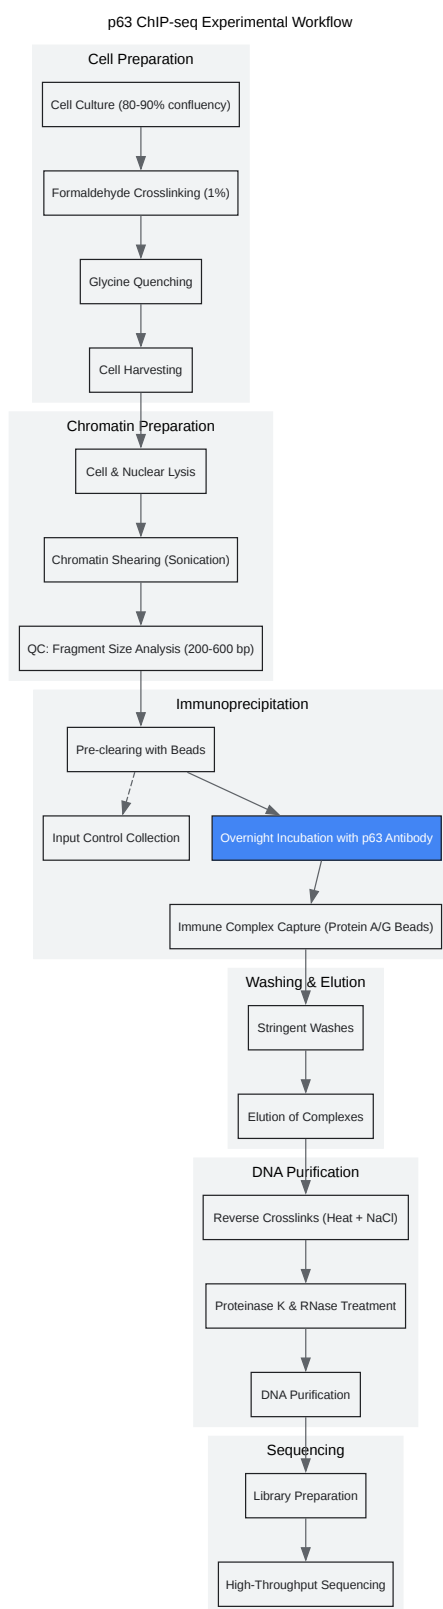 p63 ChIP-seq Experimental Workflow
Cell Preparation
Cell Culture (80-90% confluency)
Formaldehyde Crosslinking (1%)
Glycine Quenching
Cell Harvesting
Chromatin Preparation
Cell & Nuclear Lysis
Chromatin Shearing (Sonication)
QC: Fragment Size Analysis (200-600 bp)
Immunoprecipitation
Pre-clearing with Beads
Input Control Collection
Overnight Incubation with p63 Antibody
Immune Complex Capture (Protein A/G Beads)
Washing & Elution
Stringent Washes
Elution of Complexes
DNA Purification
Reverse Crosslinks (Heat + NaCl)
Proteinase K & RNase Treatment
DNA Purification
Sequencing
Library Preparation
High-Throughput Sequencing